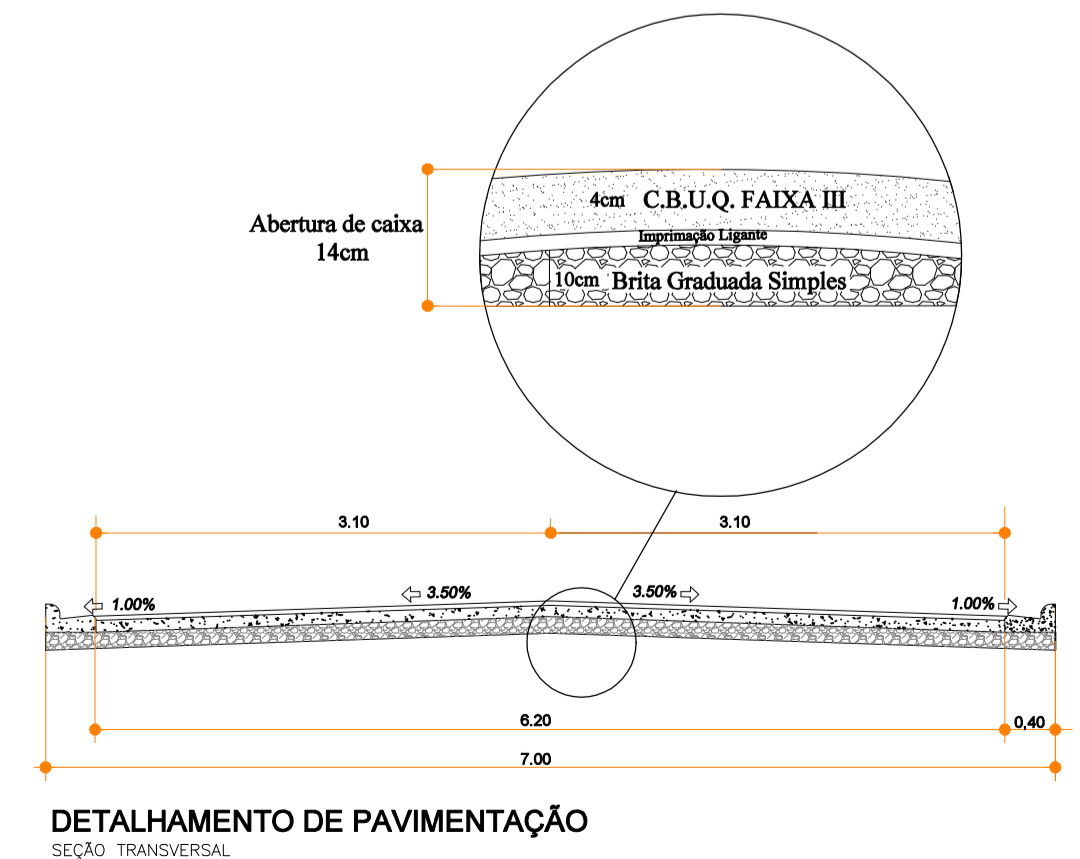 4cm C.B.U.Q. FAIXA III
Abertura de caixa
14cm
Imprimação Ligante
10cm Brita Graduada Simples
3.10 3.10
1.00% 3.50% 3.50% 1.00%
6.20 0,40
7.00
DETALHAMENTO DE PAVIMENTAÇÃO
SEÇÃO TRANSVERSAL